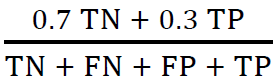 0.7 TN + 0.3 TP
TN + FN + FP + TP